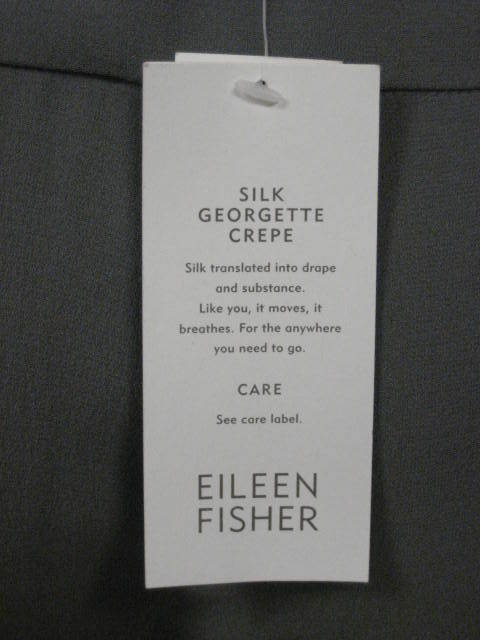 SILK
GEORGETTE
CREPE
Silk translated into drape
and substance.
Like you, it moves, it
breathes. For the anywhere
you need to go.
CARE
See care label.
EILEEN
FISHER